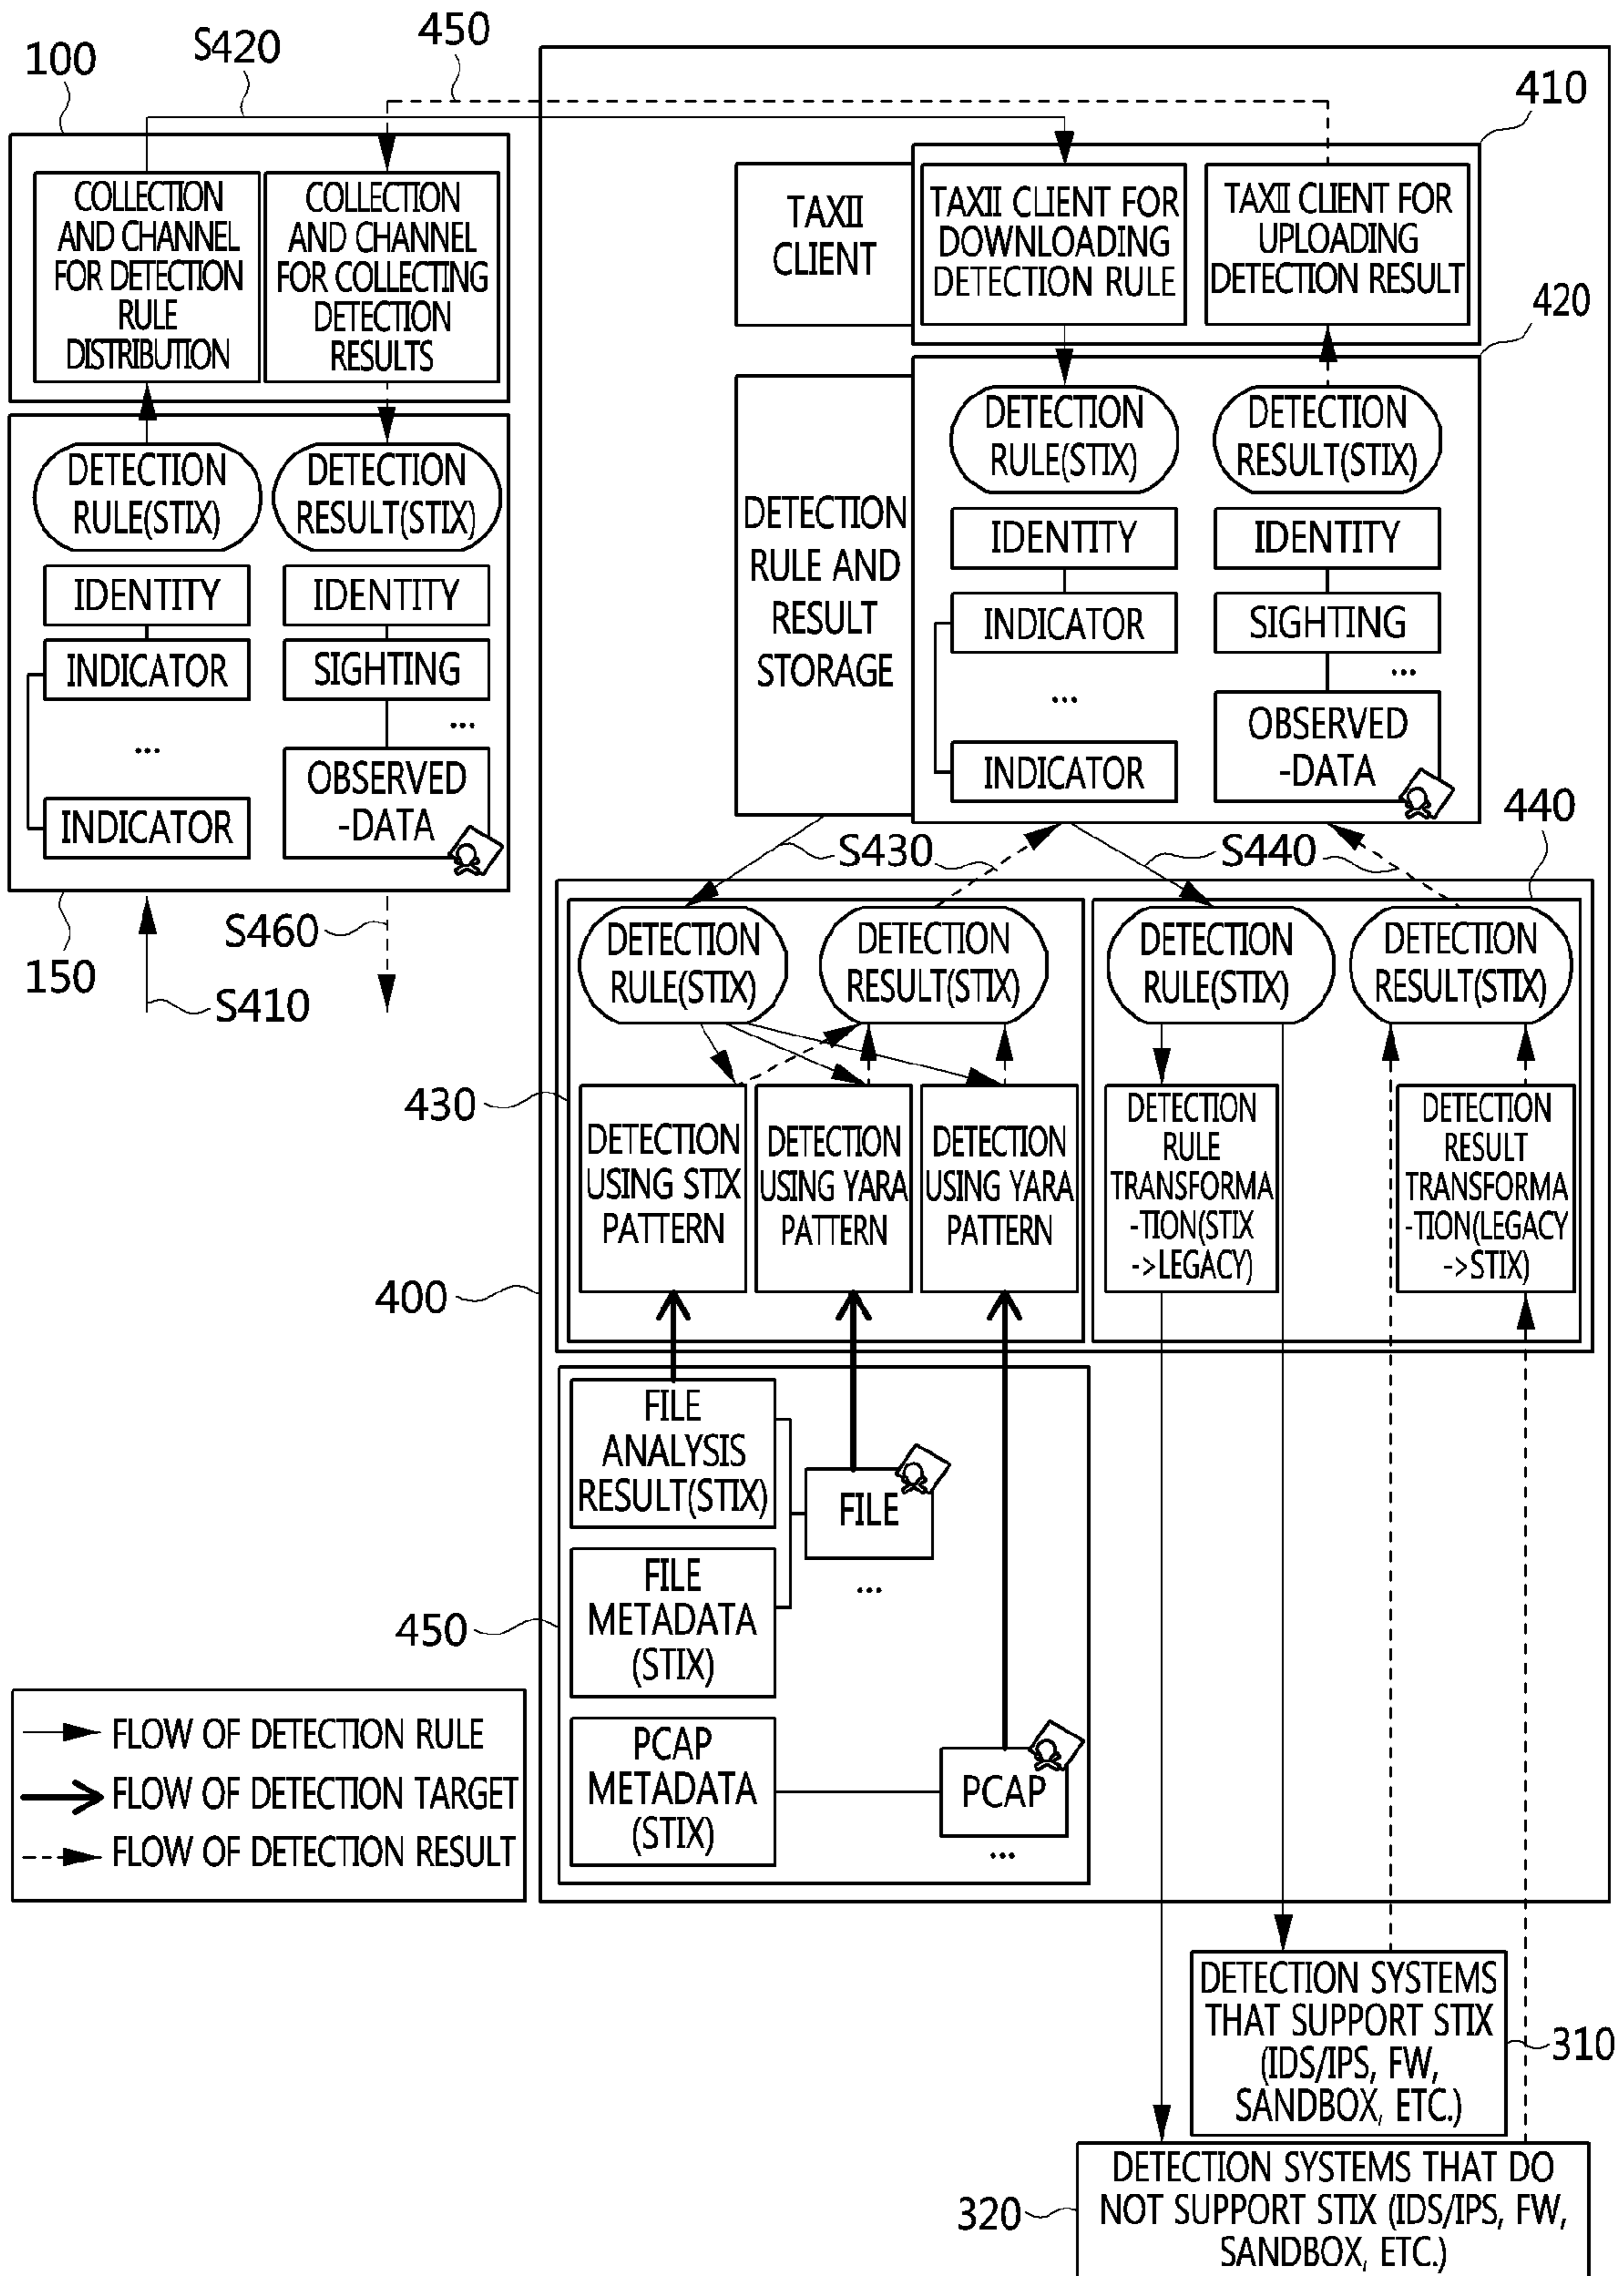 100
S420
450
410
COLLECTION
AND CHANNEL
FOR DETECTION
RULE
DISTRIBUTION
COLLECTION
AND CHANNEL
FOR COLLECTING
DETECTION
RESULTS
TAXII
CLIENT
TAXII CLIENT FOR
DOWNLOADING
DETECTION RULE
TAXII CLIENT FOR
UPLOADING
DETECTION RESULT
420
DETECTION
RULE(STIX)
IDENTITY
INDICATOR
...
INDICATOR
DETECTION
RESULT(STIX)
IDENTITY
SIGHTING
...
OBSERVED
-DATA
150
S410
S460
DETECTION
RULE AND
RESULT
STORAGE
DETECTION
RULE(STIX)
IDENTITY
INDICATOR
...
INDICATOR
DETECTION
RESULT(STIX)
IDENTITY
SIGHTING
...
OBSERVED
-DATA
S430
S440
440
DETECTION
RULE(STIX)
DETECTION
RESULT(STIX)
DETECTION
RULE(STIX)
DETECTION
RESULT(STIX)
430
DETECTION
USING STIX
PATTERN
DETECTION
USING YARA
PATTERN
DETECTION
USING YARA
PATTERN
DETECTION
RULE
TRANSFORMA
-TION(STIX
->LEGACY)
DETECTION
RESULT
TRANSFORMA
-TION(LEGACY
->STIX)
400
FILE
ANALYSIS
RESULT(STIX)
FILE
...
FILE
METADATA
(STIX)
450
PCAP
METADATA
(STIX)
PCAP
...
FLOW OF DETECTION RULE
FLOW OF DETECTION TARGET
FLOW OF DETECTION RESULT
DETECTION SYSTEMS
THAT SUPPORT STIX
(IDS/IPS, FW,
SANDBOX, ETC.)
310
320
DETECTION SYSTEMS THAT DO
NOT SUPPORT STIX (IDS/IPS, FW,
SANDBOX, ETC.)